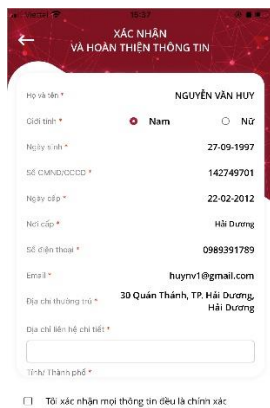 Viettel
19:37
XÁC NHẬN
VÀ HOÀN THIỆN THÔNG TIN
Họ và tên * NGUYỄN VĂN HUY
Giới tính * Nam Nữ
Ngày sinh * 27-09-1997
Số CMND/CCCD * 142749701
Ngày cấp * 22-02-2012
Nơi cấp * Hải Dương
Số điện thoại * 0989391789
Email * huynv1@gmail.com
Địa chỉ thường trú * 30 Quán Thánh, TP. Hải Dương,
Hải Dương
Địa chỉ liên hệ chi tiết *
Tỉnh/ Thành phố *
Tôi xác nhận mọi thông tin đều là chính xác